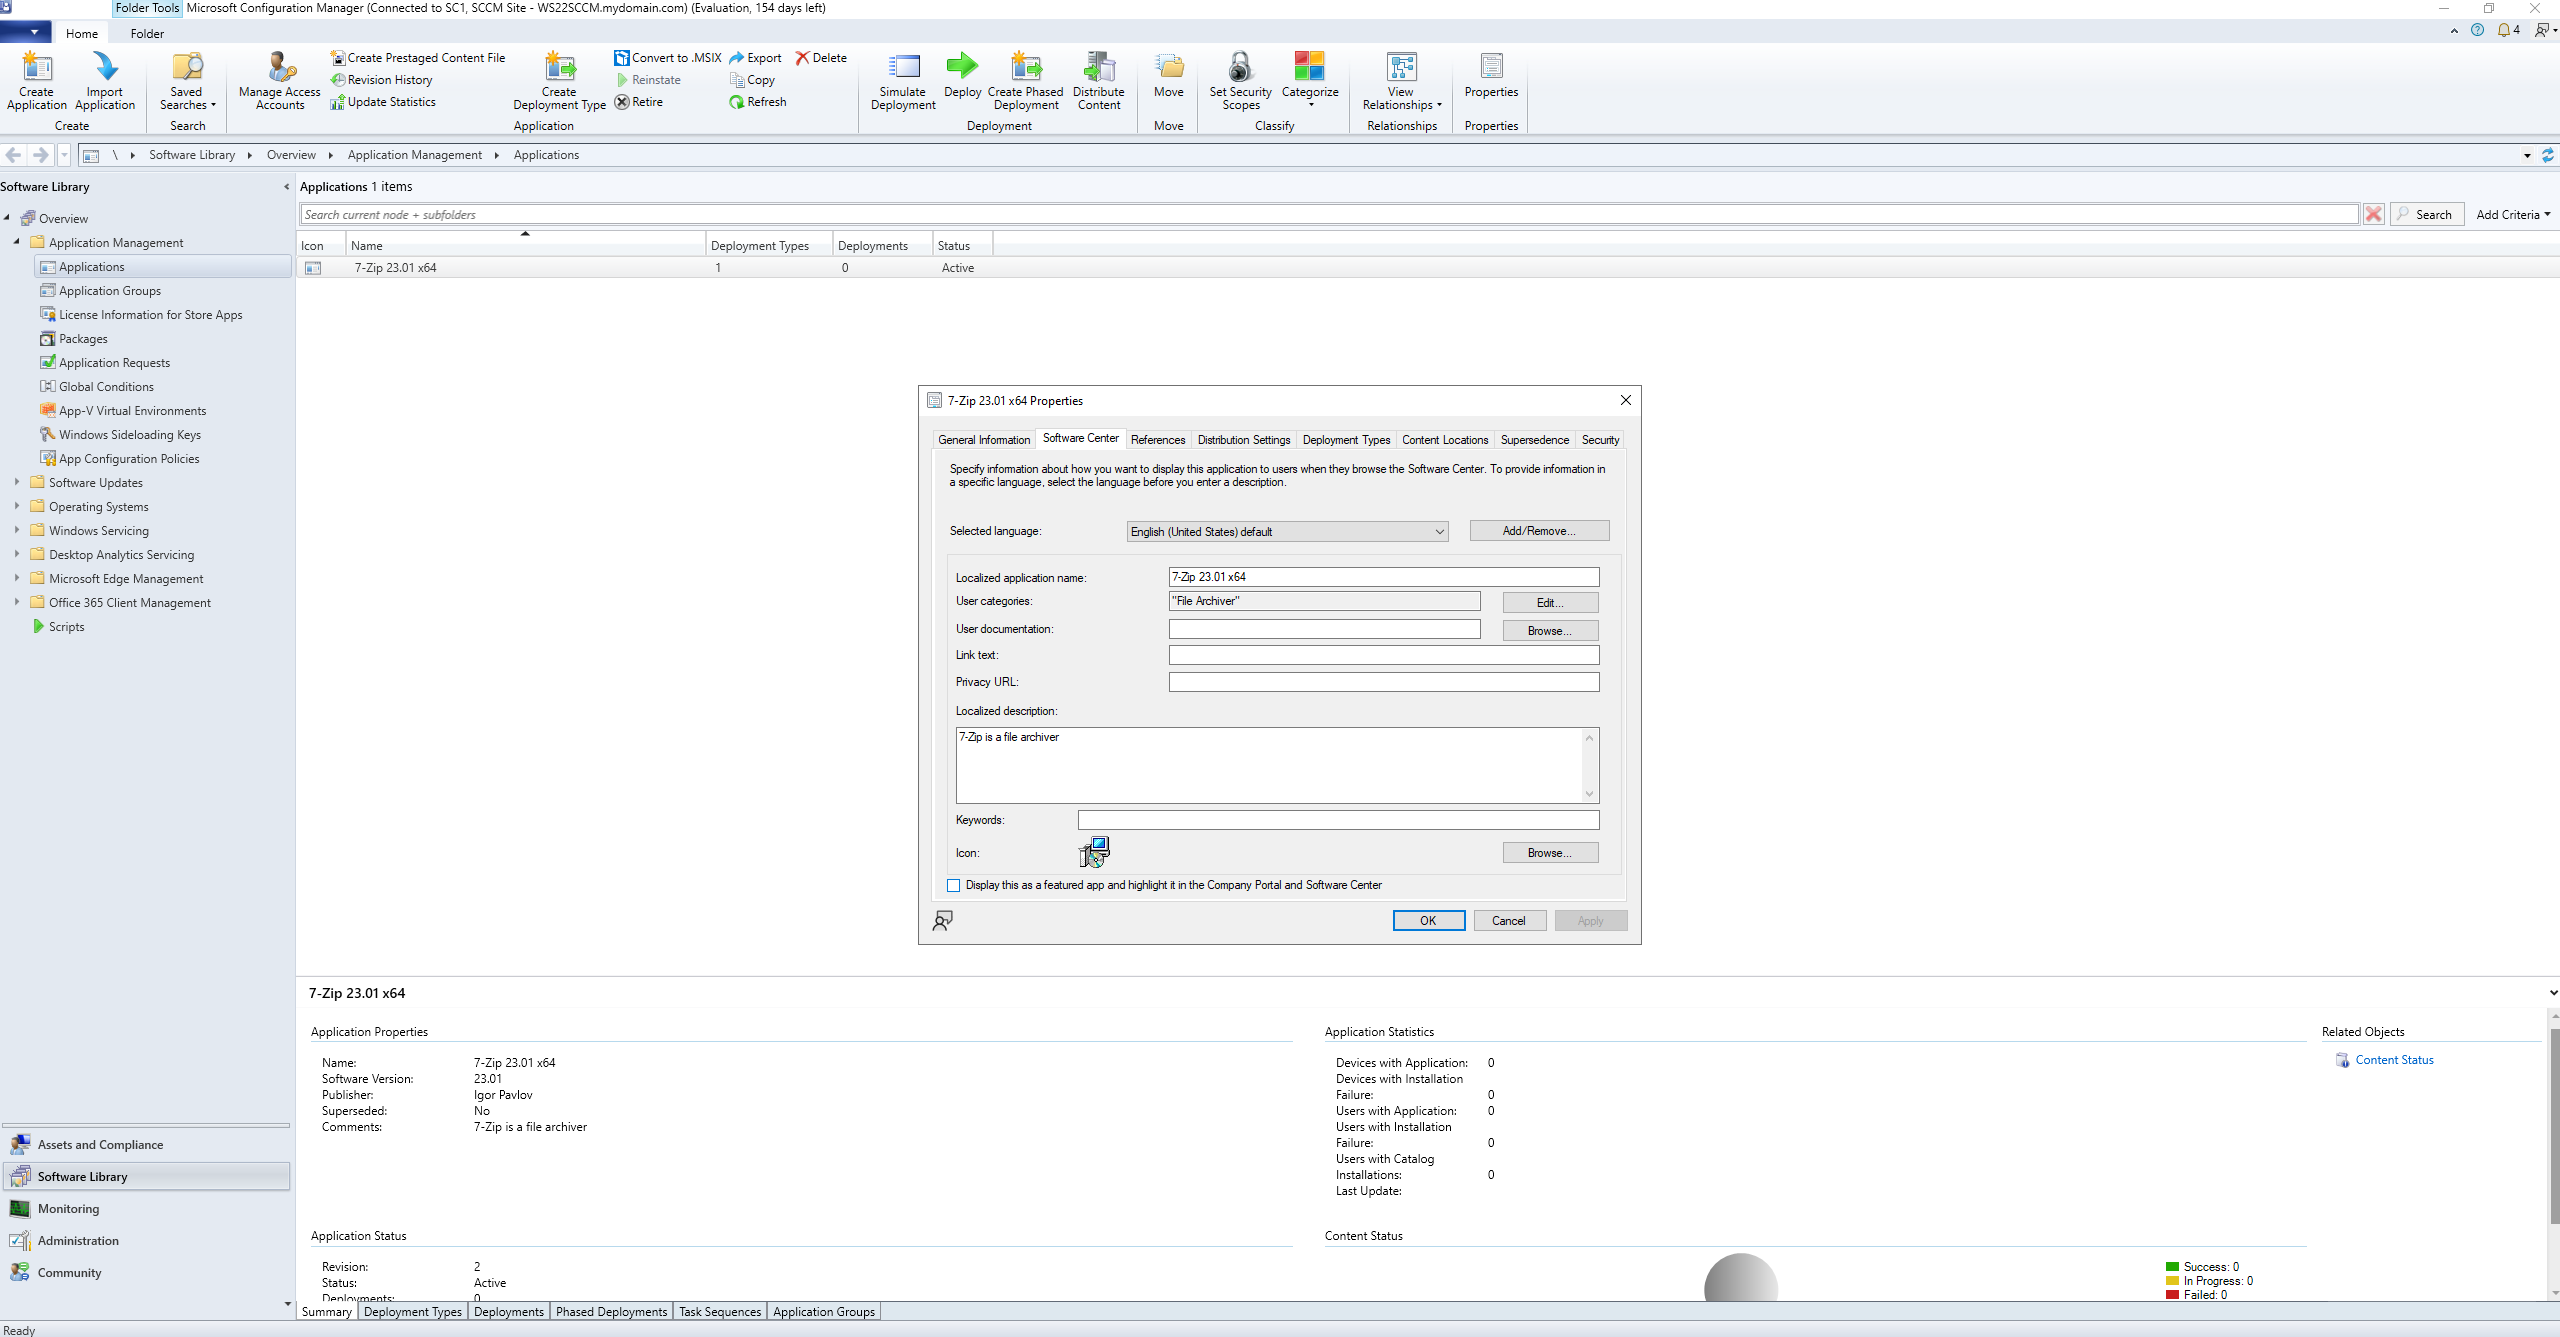 Folder Tools Microsoft Configuration Manager (Connected to SC1, SCCM Site - WS22SCCM.mydomain.com) (Evaluation, 154 days left)
Home Folder 4
Create Application
Import Application
Create
Saved Searches
Search
Manage Access Accounts
Create Prestaged Content File
Revision History
Update Statistics
Create Deployment Type
Convert to .MSIX
Reinstate
Retire
Export
Copy
Refresh
Delete
Application
Simulate Deployment
Deploy
Create Phased Deployment
Distribute Content
Deployment
Move
Move
Set Security Scopes
Categorize
Classify
View Relationships
Relationships
Properties
Properties
\ Software Library Overview Application Management Applications
Software Library
Overview
Application Management
Applications
Application Groups
License Information for Store Apps
Packages
Application Requests
Global Conditions
App-V Virtual Environments
Windows Sideloading Keys
App Configuration Policies
Software Updates
Operating Systems
Windows Servicing
Desktop Analytics Servicing
Microsoft Edge Management
Office 365 Client Management
Scripts
Assets and Compliance
Software Library
Monitoring
Administration
Community
Applications 1 items
Search current node + subfolders
Search Add Criteria
Icon Name Deployment Types Deployments Status
7-Zip 23.01 x64 1 0 Active
7-Zip 23.01 x64 Properties
General Information Software Center References Distribution Settings Deployment Types Content Locations Supersedence Security
Specify information about how you want to display this application to users when they browse the Software Center. To provide information in
a specific language, select the language before you enter a description.
Selected language: English (United States) default Add/Remove...
Localized application name: 7-Zip 23.01 x64
User categories: "File Archiver" Edit...
User documentation: Browse...
Link text:
Privacy URL:
Localized description:
7-Zip is a file archiver
Keywords:
Icon: Browse...
Display this as a featured app and highlight it in the Company Portal and Software Center
OK Cancel Apply
7-Zip 23.01 x64
Application Properties
Name: 7-Zip 23.01 x64
Software Version: 23.01
Publisher: Igor Pavlov
Superseded: No
Comments: 7-Zip is a file archiver
Application Statistics
Devices with Application: 0
Devices with Installation
Failure: 0
Users with Application: 0
Users with Installation
Failure: 0
Users with Catalog
Installations: 0
Last Update:
Related Objects
Content Status
Application Status
Revision: 2
Status: Active
Deployments: 0
Content Status
Success: 0
In Progress: 0
Failed: 0
Summary Deployment Types Deployments Phased Deployments Task Sequences Application Groups
Ready